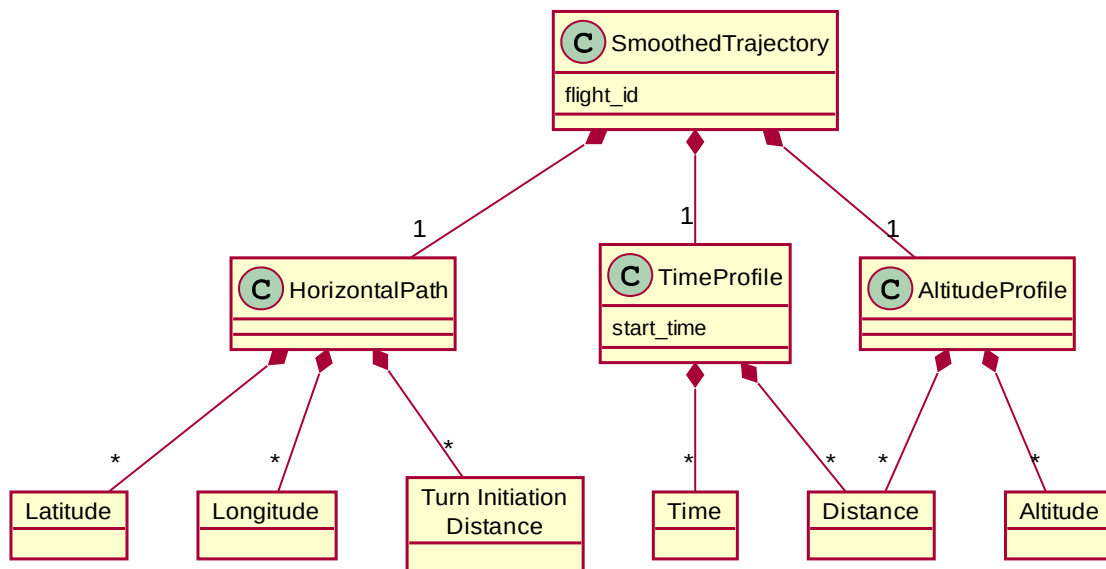 C SmoothedTrajectory
flight_id
1
1
1
C HorizontalPath
C TimeProfile
C AltitudeProfile
start_time
*
*
*
*
*
*
*
Latitude
Longitude
Turn Initiation
Distance
Time
Distance
Altitude